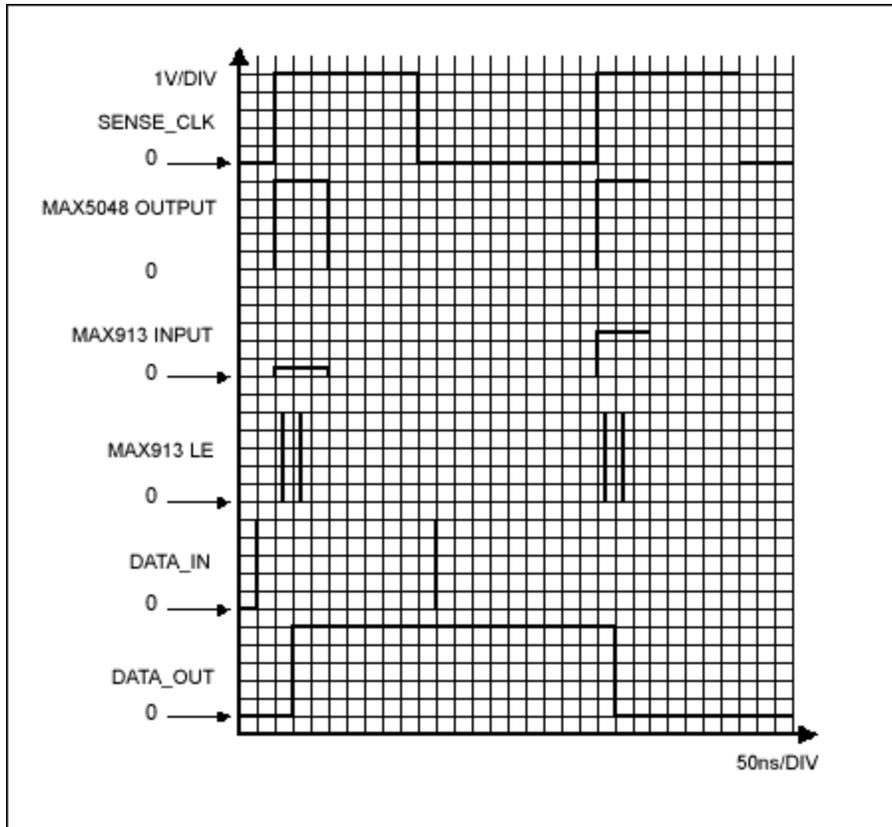 1V/DIV
SENSE_CLK
0
MAX5048 OUTPUT
0
MAX913 INPUT
0
MAX913 LE
0
DATA_IN
0
DATA_OUT
0
50ns/DIV